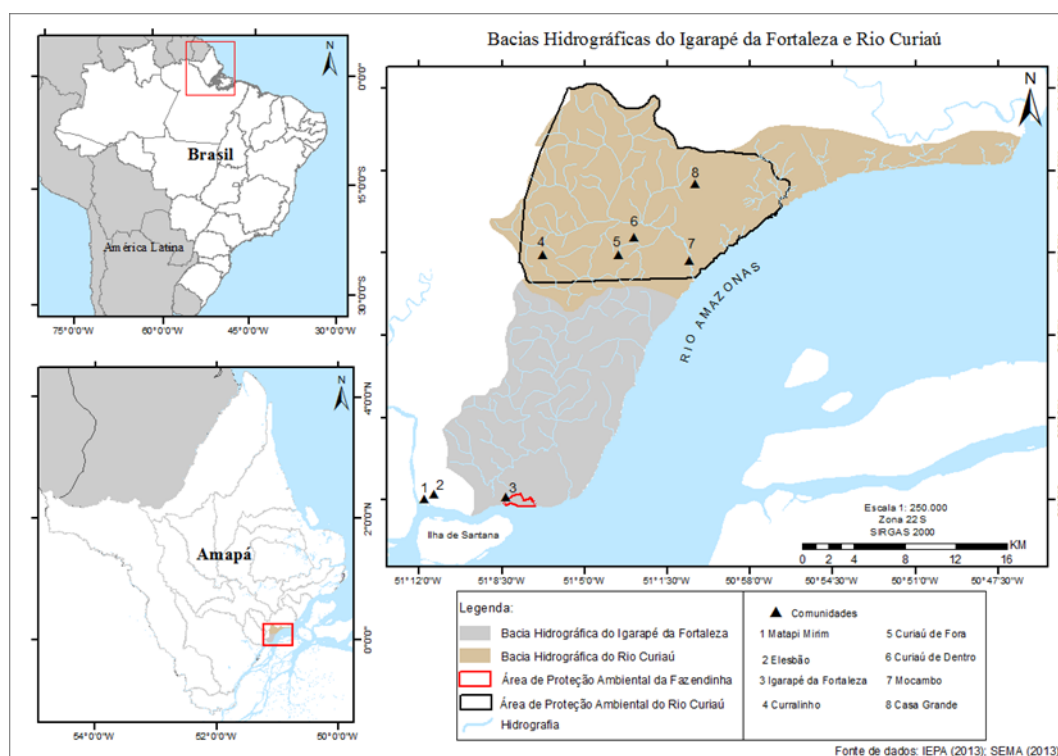 Bacias Hidrográficas do Igarapé da Fortaleza e Rio Curiaú
N
Brasil
América Latina
0°0'0"
15°0'0"S
30°0'0"S
75°0'0"W
60°0'0"W
45°0'0"W
30°0'0"W
N
Amapá
4°0'0"N
2°0'0"N
0°0'0"
54°0'0"W
52°0'0"W
50°0'0"W
N
8
6
4
5
7
RIO AMAZONAS
1
2
3
Ilha de Santana
Escala 1: 250.000
Zona 22 S
SIRGAS 2000
0 2 4 8 12 16 KM
51°12'0"W
51°8'30"W
51°5'0"W
51°1'30"W
50°58'0"W
50°54'30"W
50°51'0"W
50°47'30"W
Legenda:
Bacia Hidrográfica do Igarapé da Fortaleza
Bacia Hidrográfica do Rio Curiaú
Área de Proteção Ambiental da Fazendinha
Área de Proteção Ambiental do Rio Curiaú
Hidrografia
Comunidades
1 Matapi Mirim
2 Elesbão
3 Igarapé da Fortaleza
4 Curralinho
5 Curiaú de Fora
6 Curiaú de Dentro
7 Mocambo
8 Casa Grande
Fonte de dados: IEPA (2013); SEMA (2013)